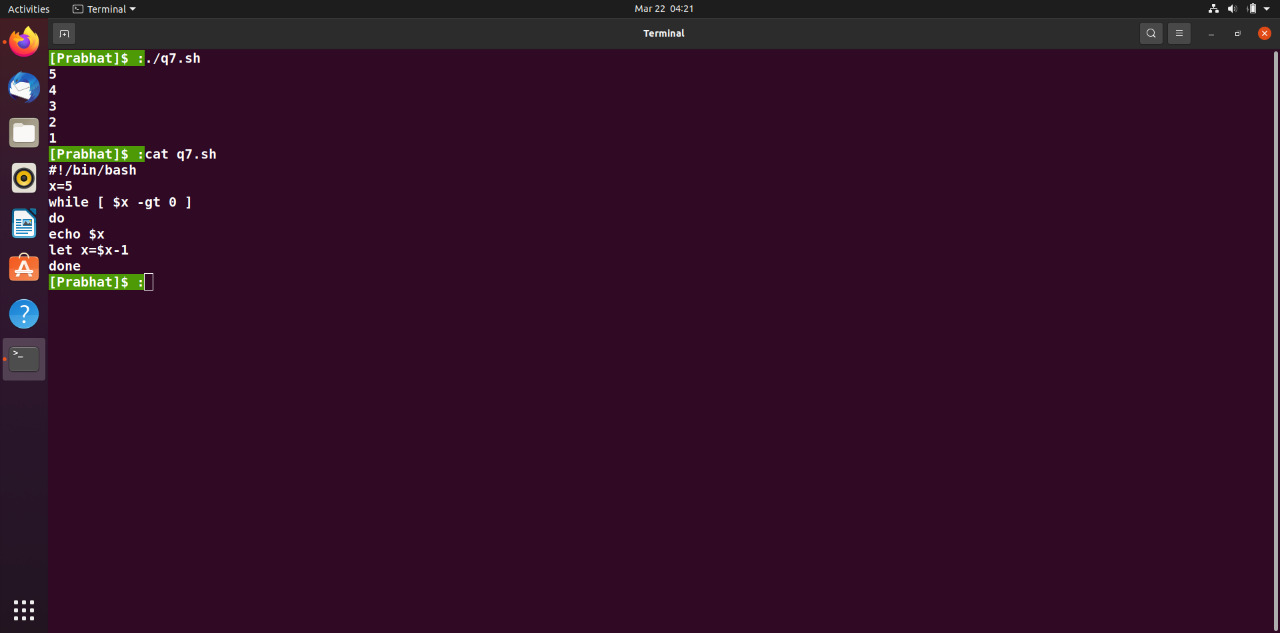 Activities
Terminal
Mar 22 04:21
Terminal
[Prabhat]$ :./q7.sh
5
4
3
2
1
[Prabhat]$ :cat q7.sh
#!/bin/bash
x=5
while [ $x -gt 0 ]
do
echo $x
let x=$x-1
done
[Prabhat]$ :